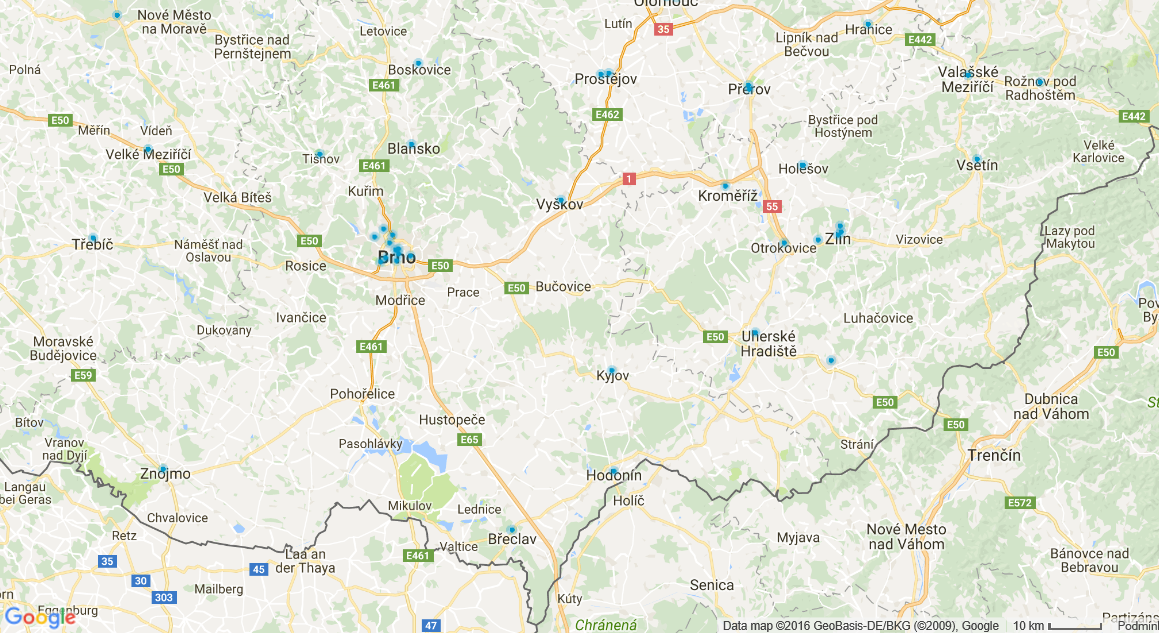 Olomouc
Nové Město
na Moravě
Lutín
35
Hranice
Letovice
Lipník nad
Bečvou
E442
Bystřice nad
Pernštejnem
Polná
Boskovice
Prostějov
Valašské
Meziříčí
Rožnov pod
Radhoštěm
E461
Přerov
E50
E462
E442
Měřín
Vídeň
Bystřice pod
Hostýnem
Velké Meziříčí
Tišnov
Blansko
Velké
Karlovice
E50
E461
Holešov
Vsetín
1
Kuřim
Kroměříž
Velká Bíteš
Vyškov
55
Třebíč
Náměšť nad
Oslavou
E50
Brno
Otrokovice
Zlín
Vizovice
Lazy pod
Makytou
Rosice
E50
Modřice
Prace
E50
Bučovice
Ivančice
Luhačovice
Dukovany
Moravské
Budějovice
E461
E50
Uherské
Hradiště
E50
E59
Kyjov
Pohořelice
E50
Dubnica
nad Váhom
Bítov
Hustopeče
E50
Vranov
nad Dyjí
Pasohlávky
E65
Strání
Trenčín
Znojmo
Hodonín
Langau
bei Geras
Holíč
E572
Chvalovice
Mikulov
Lednice
Retz
Břeclav
Myjava
Nové Mesto
nad Váhom
Valtice
E461
Laa an
der Thaya
35
45
30
Mailberg
303
Bánovce nad
Bebravou
Senica
Kúty
Eggenburg
Google
47
Chránená
Data map ©2016 GeoBasis-DE/BKG (©2009), Google
10 km